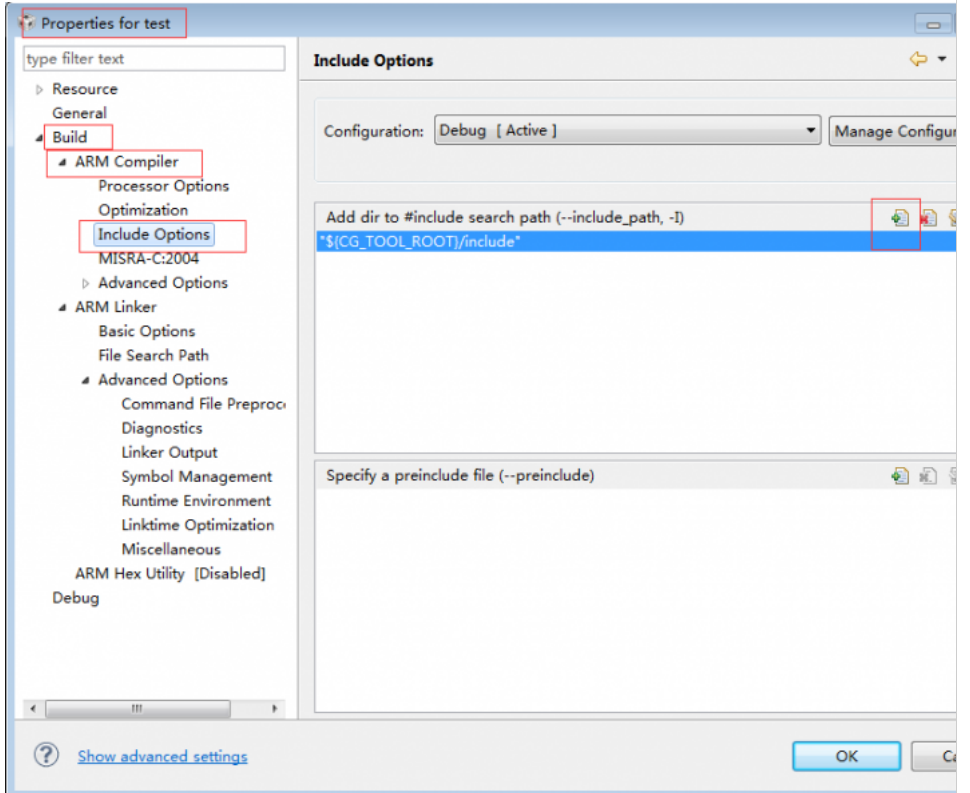 Properties for test
type filter text
Resource
General
Build
ARM Compiler
Processor Options
Optimization
Include Options
MISRA-C:2004
Advanced Options
ARM Linker
Basic Options
File Search Path
Advanced Options
Command File Preproc
Diagnostics
Linker Output
Symbol Management
Runtime Environment
Linktime Optimization
Miscellaneous
ARM Hex Utility [Disabled]
Debug
Include Options
Configuration: Debug [ Active ]
Manage Configur
Add dir to #include search path (--include_path, -I)
"${CG_TOOL_ROOT}/include"
Specify a preinclude file (--preinclude)
Show advanced settings
OK
Ca